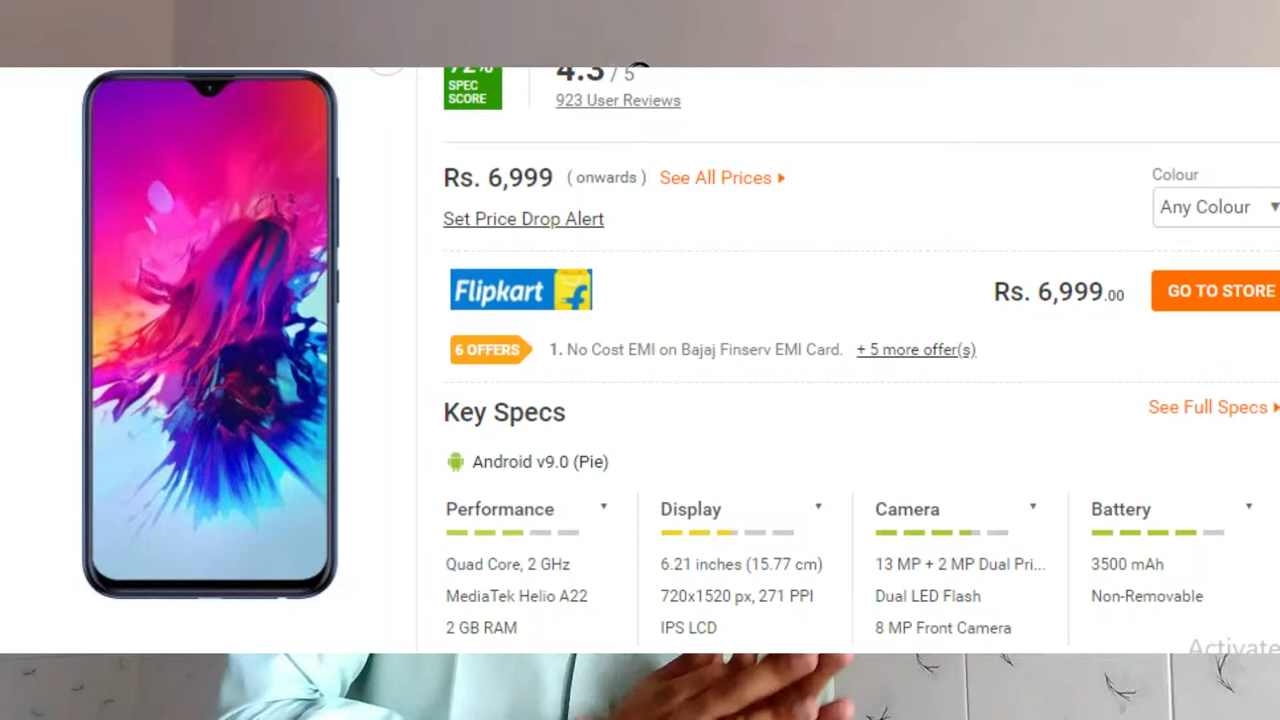 72%
SPEC
SCORE
4.3 / 5
923 User Reviews
Rs. 6,999 ( onwards ) See All Prices
Set Price Drop Alert
Colour
Any Colour
Flipkart
Rs. 6,999.00
GO TO STORE
6 OFFERS 1. No Cost EMI on Bajaj Finserv EMI Card. + 5 more offer(s)
Key Specs
See Full Specs
Android v9.0 (Pie)
Performance
Quad Core, 2 GHz
MediaTek Helio A22
2 GB RAM
Display
6.21 inches (15.77 cm)
720x1520 px, 271 PPI
IPS LCD
Camera
13 MP + 2 MP Dual Pri...
Dual LED Flash
8 MP Front Camera
Battery
3500 mAh
Non-Removable
Activate